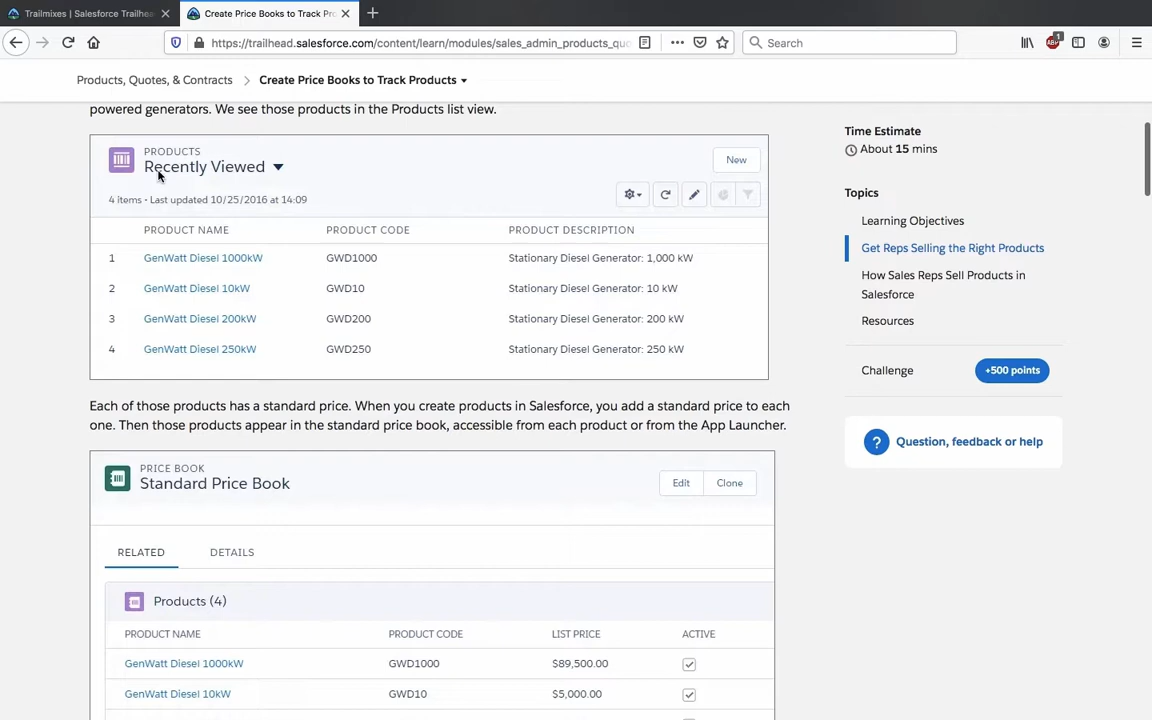 Trailmixes | Salesforce Trailhea
Create Price Books to Track Pro
https://trailhead.salesforce.com/content/learn/modules/sales_admin_products_quo
Search
1
Products, Quotes, & Contracts
Create Price Books to Track Products
powered generators. We see those products in the Products list view.
PRODUCTS
Recently Viewed
New
4 items - Last updated 10/25/2016 at 14:09
PRODUCT NAME PRODUCT CODE PRODUCT DESCRIPTION
1 GenWatt Diesel 1000kW GWD1000 Stationary Diesel Generator: 1,000 kW
2 GenWatt Diesel 10kW GWD10 Stationary Diesel Generator: 10 kW
3 GenWatt Diesel 200kW GWD200 Stationary Diesel Generator: 200 kW
4 GenWatt Diesel 250kW GWD250 Stationary Diesel Generator: 250 kW
Each of those products has a standard price. When you create products in Salesforce, you add a standard price to each
one. Then those products appear in the standard price book, accessible from each product or from the App Launcher.
PRICE BOOK
Standard Price Book
Edit Clone
RELATED DETAILS
Products (4)
PRODUCT NAME PRODUCT CODE LIST PRICE ACTIVE
GenWatt Diesel 1000kW GWD1000 $89,500.00
GenWatt Diesel 10kW GWD10 $5,000.00
Time Estimate
About 15 mins
Topics
Learning Objectives
Get Reps Selling the Right Products
How Sales Reps Sell Products in
Salesforce
Resources
Challenge +500 points
? Question, feedback or help